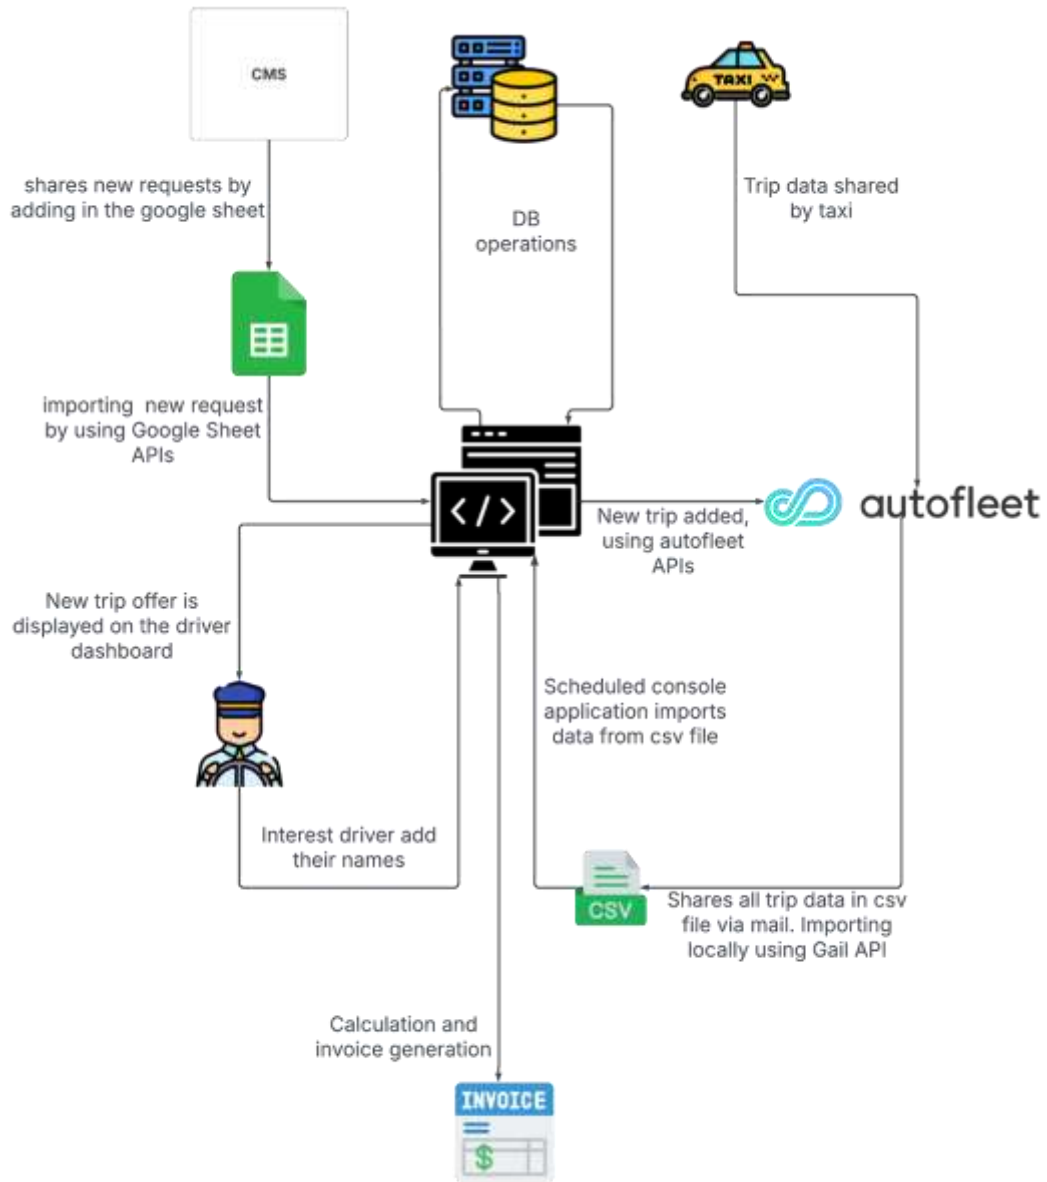 CMS
TAXI
shares new requests by
adding in the google sheet
Trip data shared
by taxi
DB
operations
importing  new request
by using Google Sheet
APIs
</>
autofleet
New trip added,
using autofleet
APIs
New trip offer is
displayed on the driver
dashboard
Scheduled console
application imports
data from csv file
Interest driver add
their names
CSV
Shares all trip data in csv
file via mail. Importing
locally using Gail API
Calculation and
invoice generation
INVOICE
$